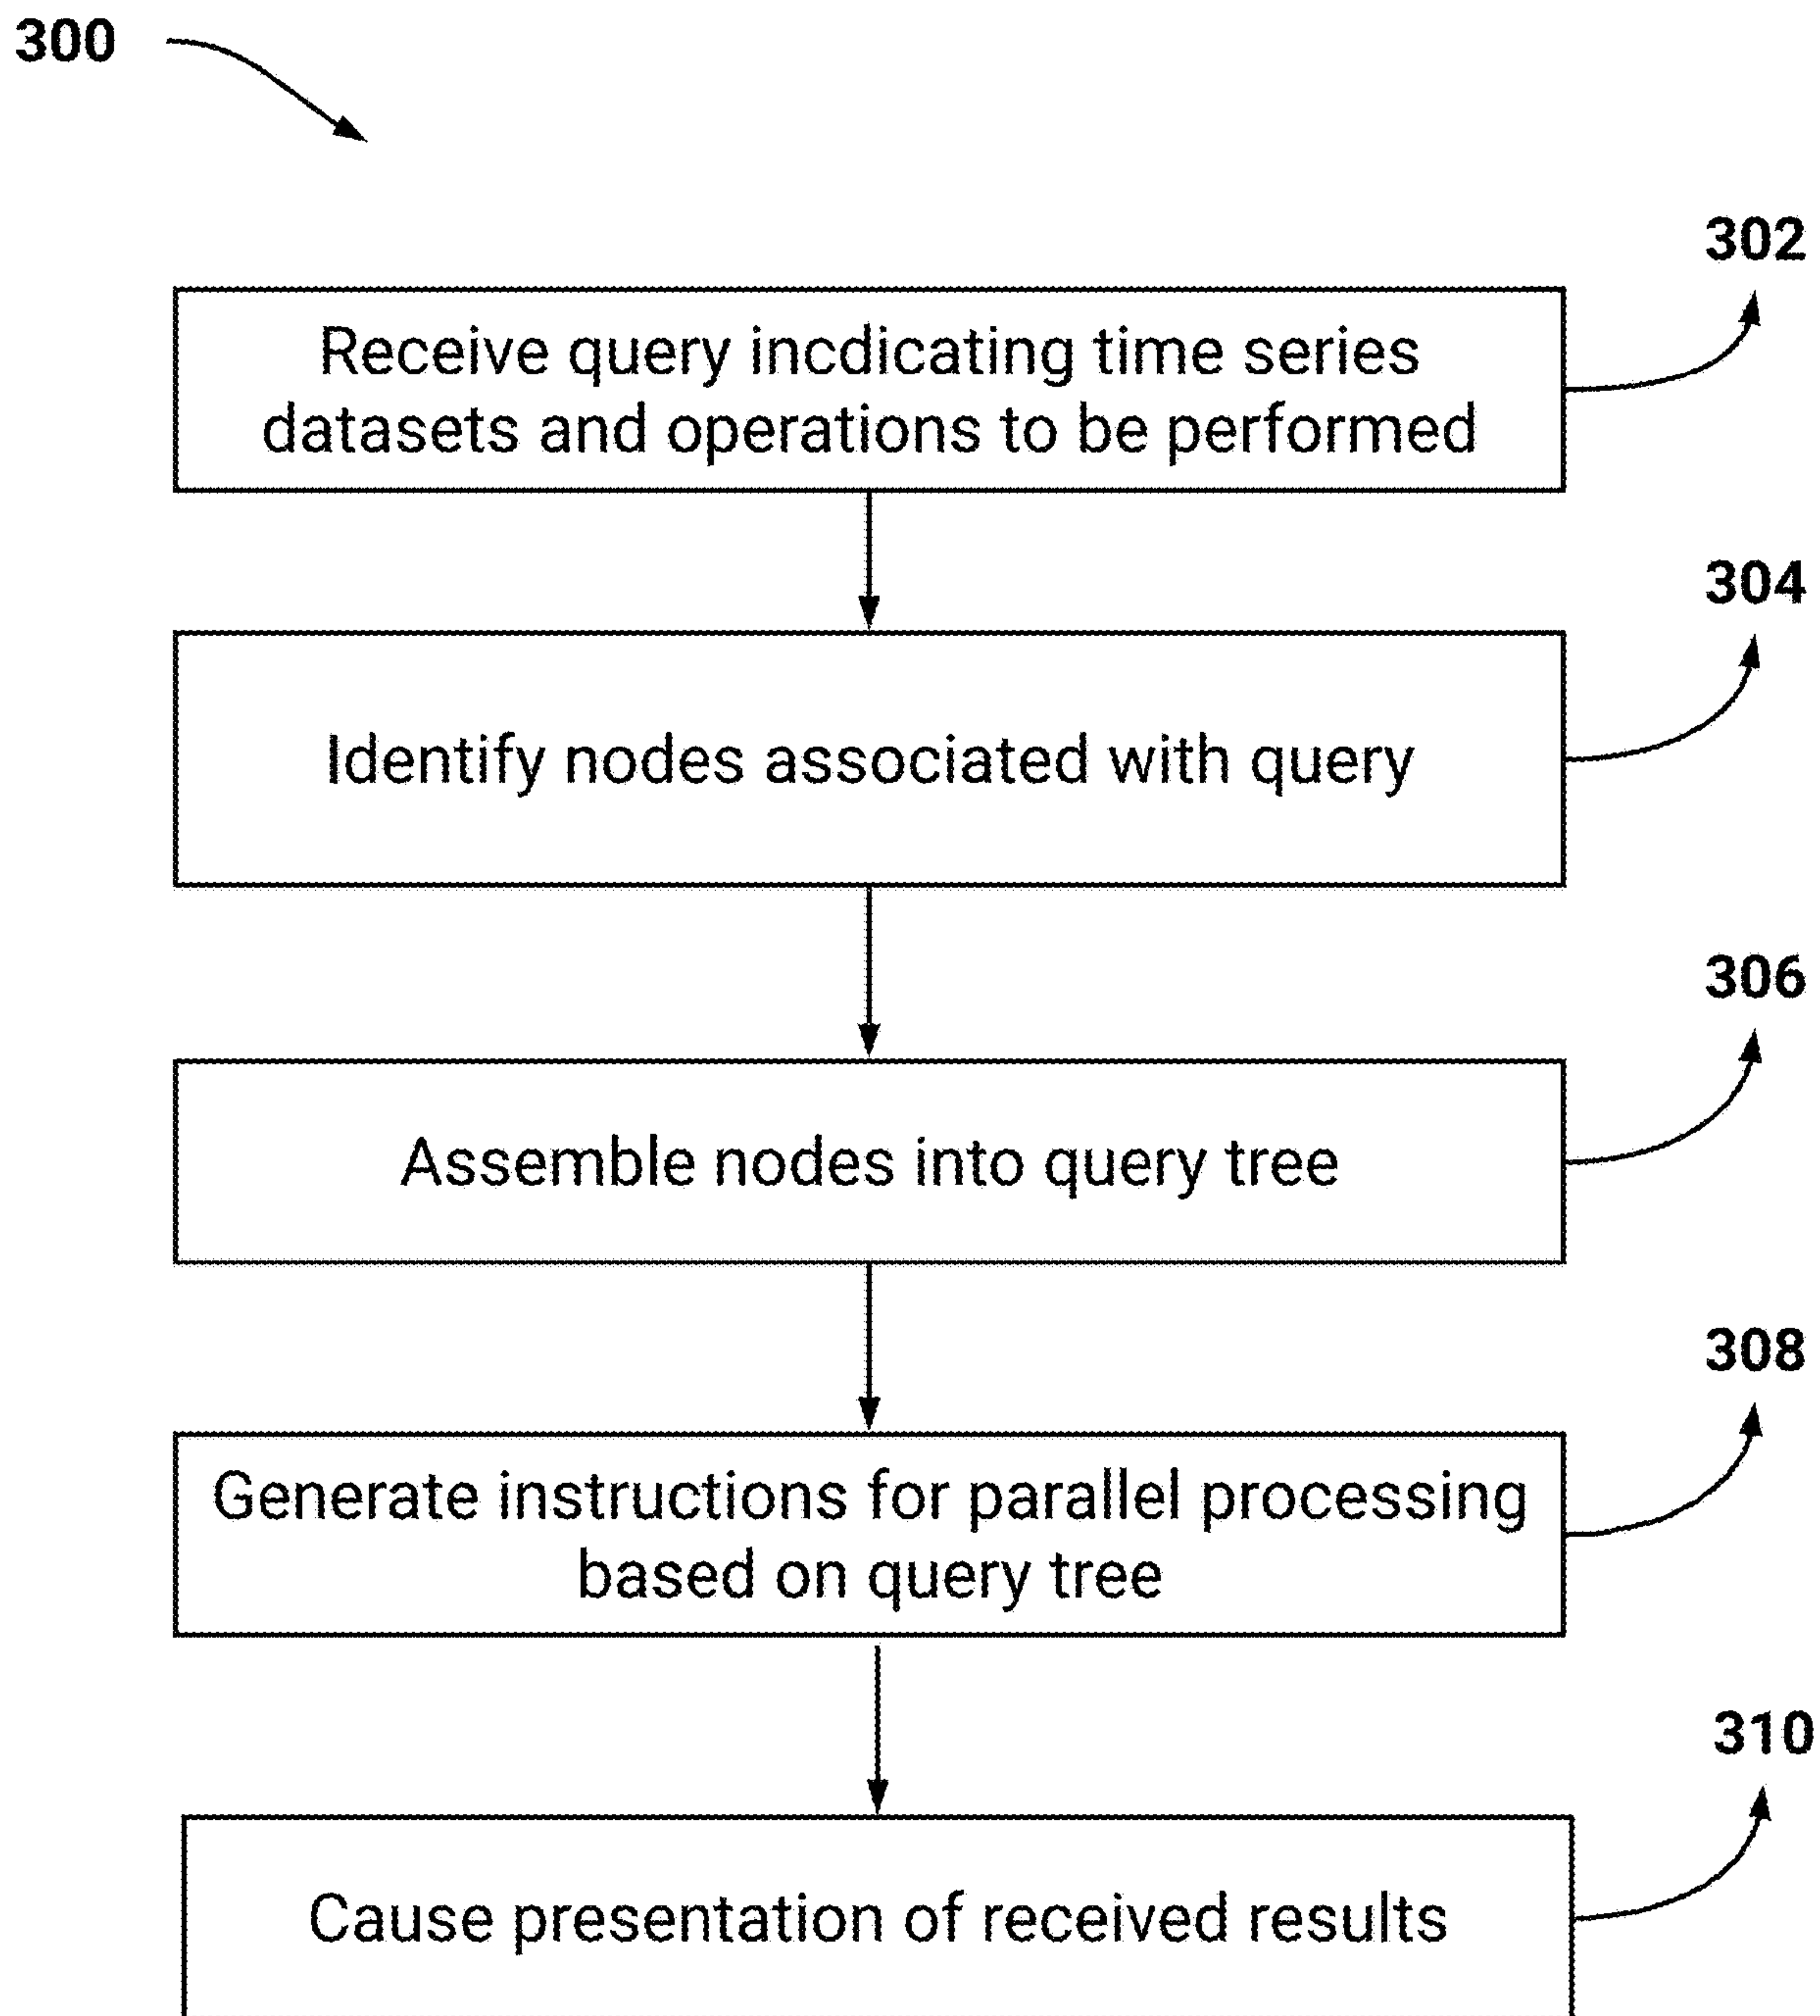 300
302
Receive query incdicating time series
datasets and operations to be performed
304
Identify nodes associated with query
306
Assemble nodes into query tree
308
Generate instructions for parallel processing
based on query tree
310
Cause presentation of received results